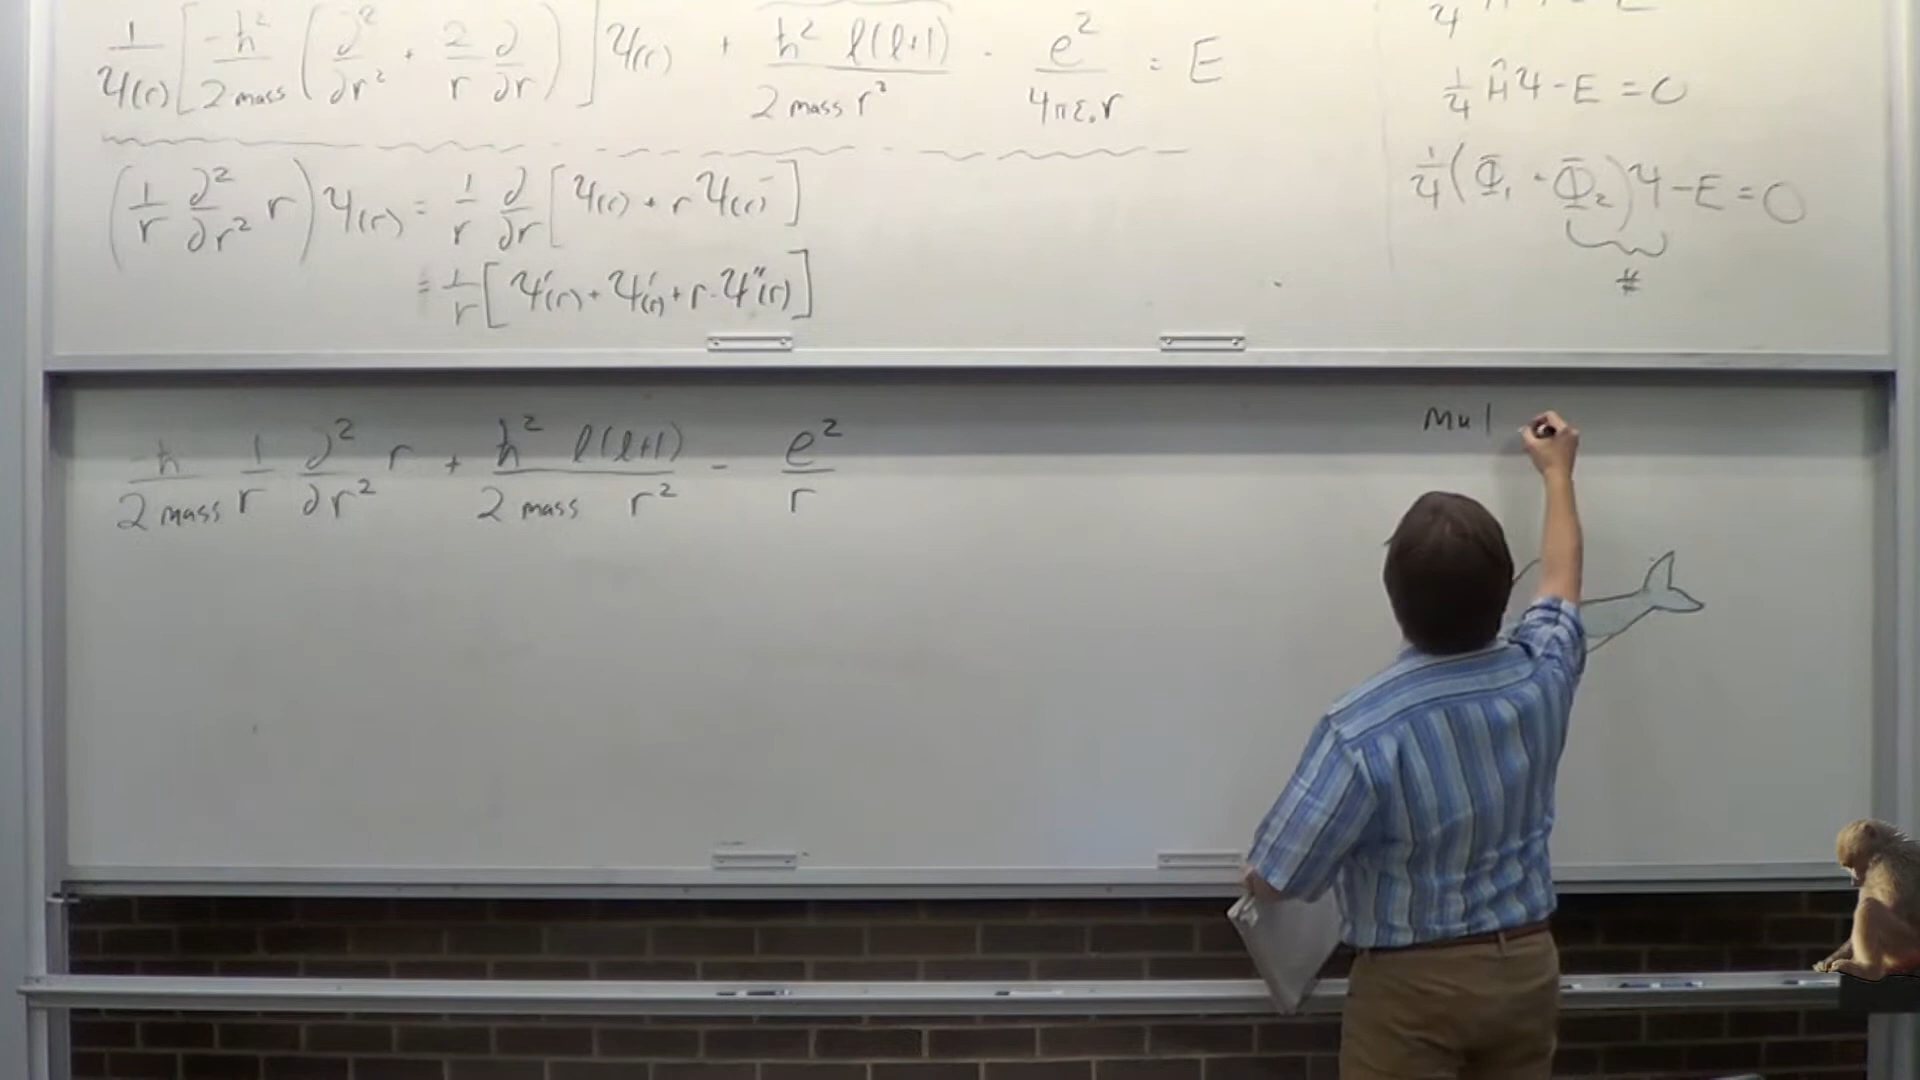 1/Ψ(r) [ -ħ²/2 mass ( ∂²/∂r² + 2/r ∂/∂r ) ] Ψ(r) + ħ² l(l+1)/2 mass r² - e²/4πε₀r = E
1/Ψ ĤΨ - E = 0
1/Ψ (Φ₁ + Φ₂)Ψ - E = 0
#
( 1/r ∂²/∂r² r ) Ψ(r) = 1/r ∂/∂r [ Ψ(r) + r Ψ(r)' ]
= 1/r [ Ψ'(r) + Ψ'(r) + r·Ψ''(r) ]
ħ/2 mass 1/r ∂²/∂r² r + ħ² l(l+1)/2 mass r² - e²/r
mul